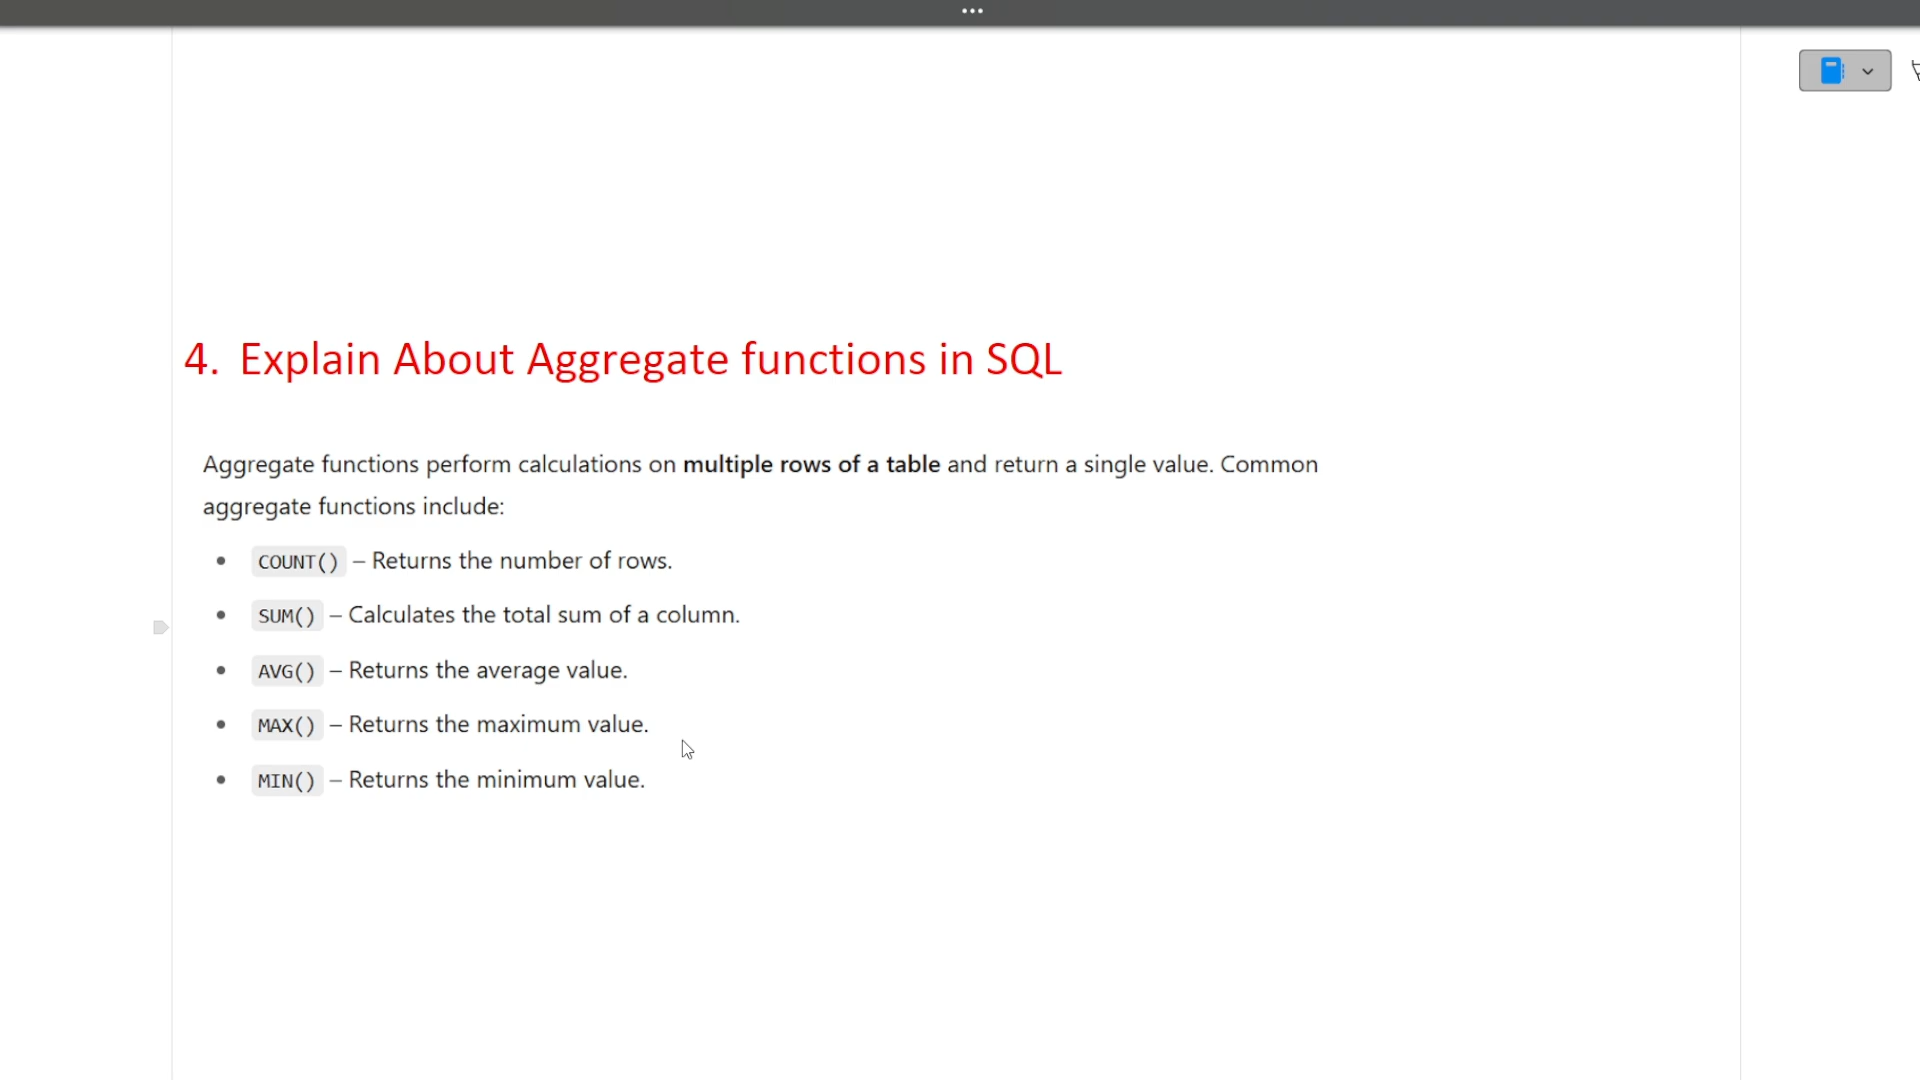 4. Explain About Aggregate functions in SQL
Aggregate functions perform calculations on multiple rows of a table and return a single value. Common
aggregate functions include:
• COUNT() – Returns the number of rows.
• SUM() – Calculates the total sum of a column.
• AVG() – Returns the average value.
• MAX() – Returns the maximum value.
• MIN() – Returns the minimum value.